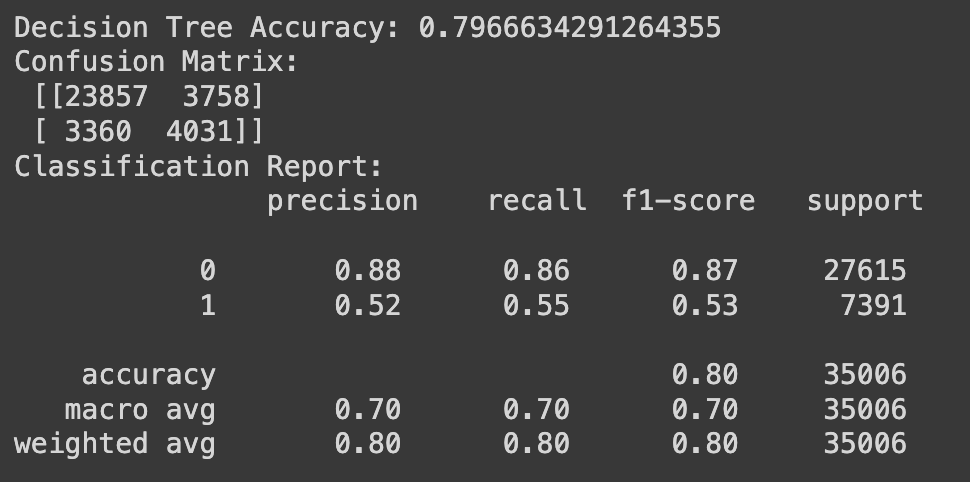 Decision Tree Accuracy: 0.7966634291264355
Confusion Matrix:
[[23857 3758]
[ 3360 4031]]
Classification Report:
precision recall f1-score support
0 0.88 0.86 0.87 27615
1 0.52 0.55 0.53 7391
accuracy 0.80 35006
macro avg 0.70 0.70 0.70 35006
weighted avg 0.80 0.80 0.80 35006